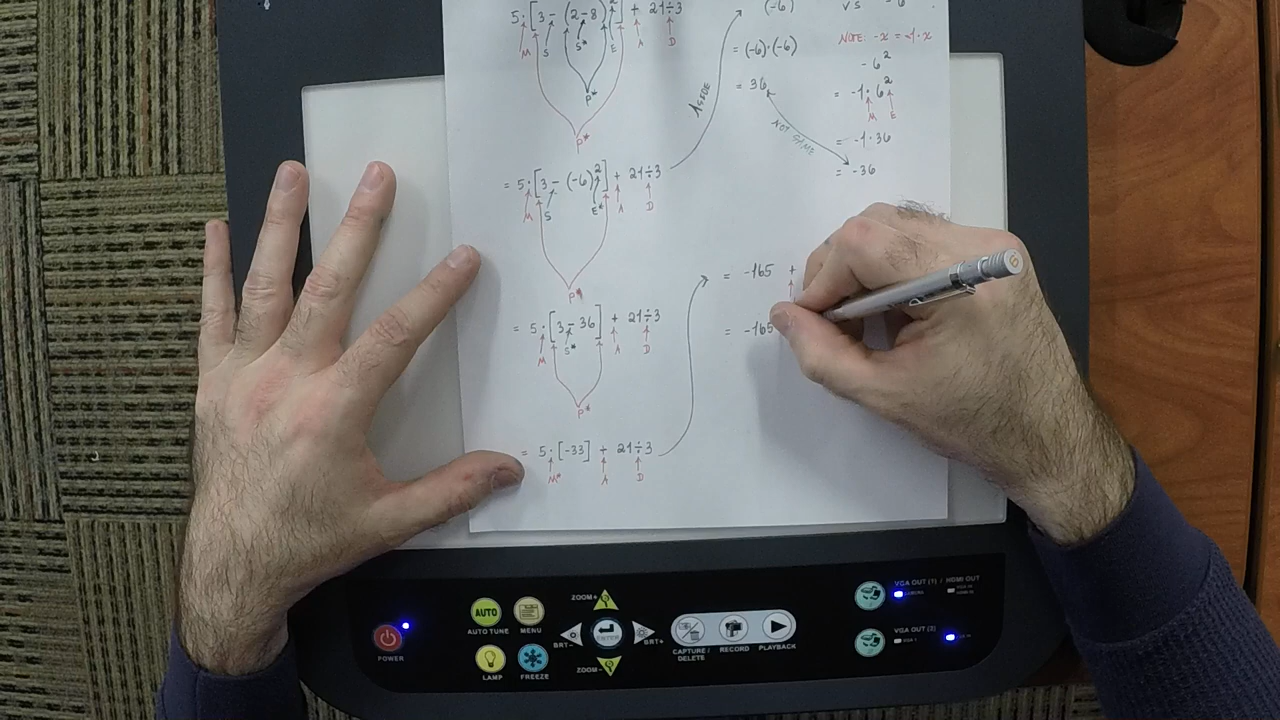 5·[3-(2-8)²] + 21÷3
M S S* E A D
P*
P*
= 5·[3-(-6)²] + 21÷3
M S E* A D
P*
= 5·[3-36] + 21÷3
M S* A D
P*
= 5·[-33] + 21÷3
M* A D
ASIDE
(-6) vs -6
= (-6)·(-6)
= 36
NOT SAME
NOTE: -x = -1·x
-6²
= -1·6²
M E
= -1·36
= -36
= -165 +
= -165
POWER
AUTO
AUTO TUNE
MENU
LAMP
FREEZE
ZOOM+
BRT-
ENTER
BRT+
ZOOM-
CAPTURE / DELETE
RECORD
PLAYBACK
VGA OUT (1) / HDMI OUT
CAMERA
VGA OUT (2)